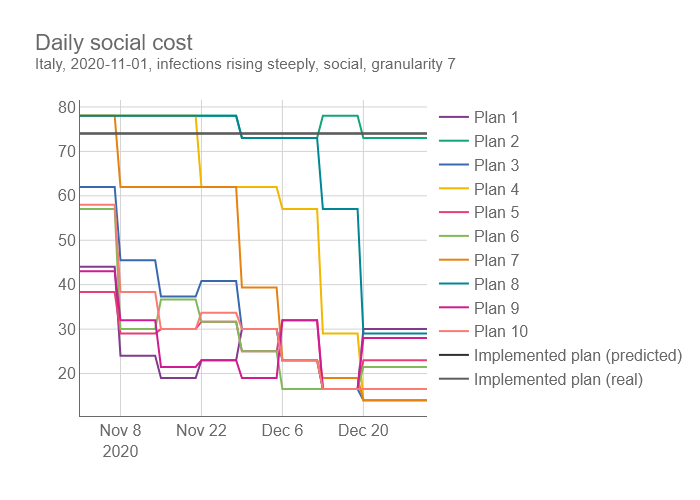 Daily social cost
Italy, 2020-11-01, infections rising steeply, social, granularity 7
80
70
60
50
40
30
20
Nov 8
2020
Nov 22
Dec 6
Dec 20
Plan 1
Plan 2
Plan 3
Plan 4
Plan 5
Plan 6
Plan 7
Plan 8
Plan 9
Plan 10
Implemented plan (predicted)
Implemented plan (real)